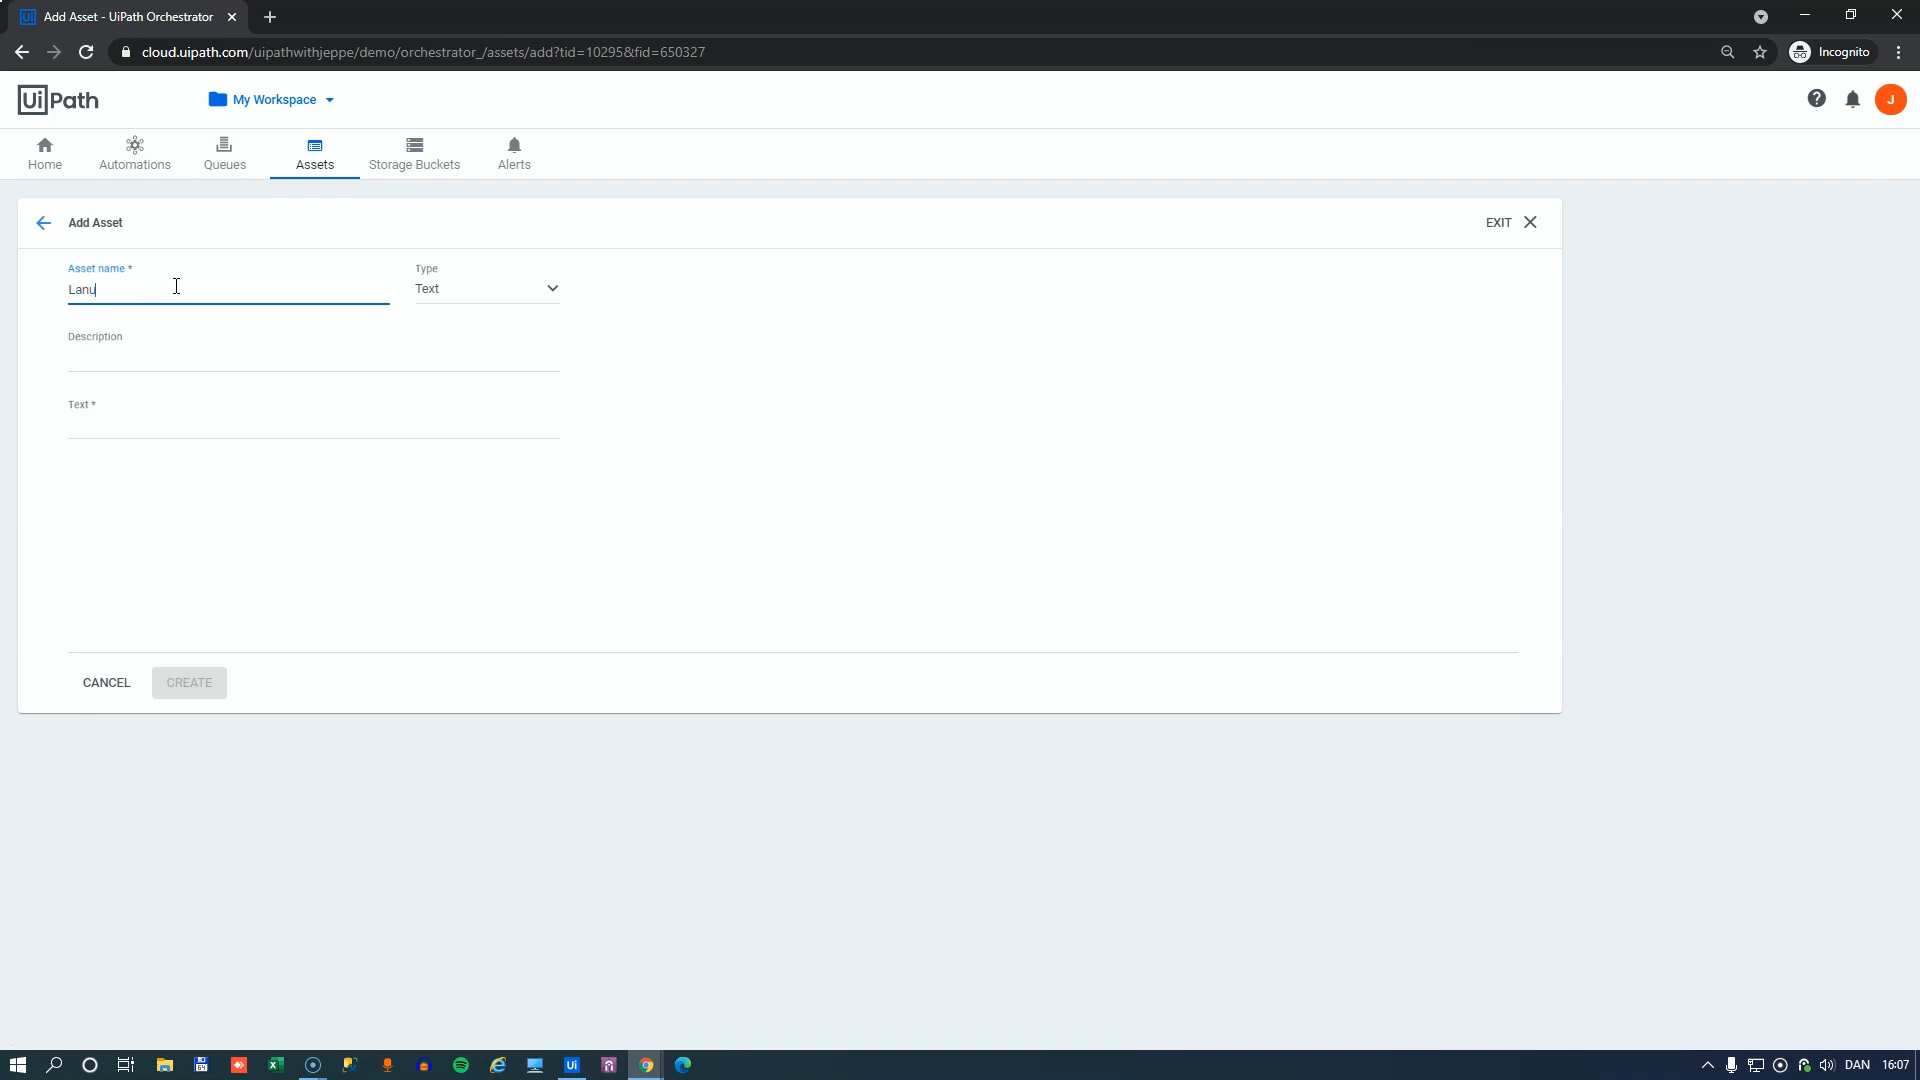 Add Asset - UiPath Orchestrator
cloud.uipath.com/uipathwithjeppe/demo/orchestrator_/assets/add?tid=10295&fid=650327
Incognito
UiPath
My Workspace
J
Home
Automations
Queues
Assets
Storage Buckets
Alerts
Add Asset
EXIT
Asset name *
Type
Lanu
Text
Description
Text *
CANCEL
CREATE
Ui
DAN
16:07